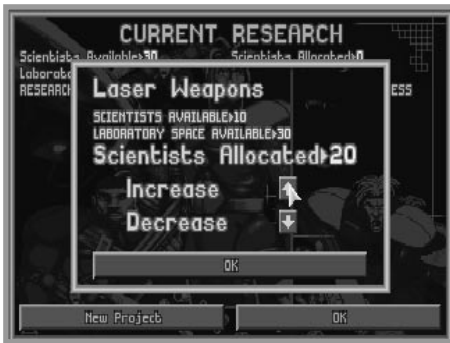 CURRENT RESEARCH
Scientists Available>30 Scientists Allocated>0
Laborato
RESEARCH ESS
Laser Weapons
SCIENTISTS AVAILABLE>10
LABORATORY SPACE AVAILABLE>30
Scientists Allocated>20
Increase
Decrease
OK
New Project OK